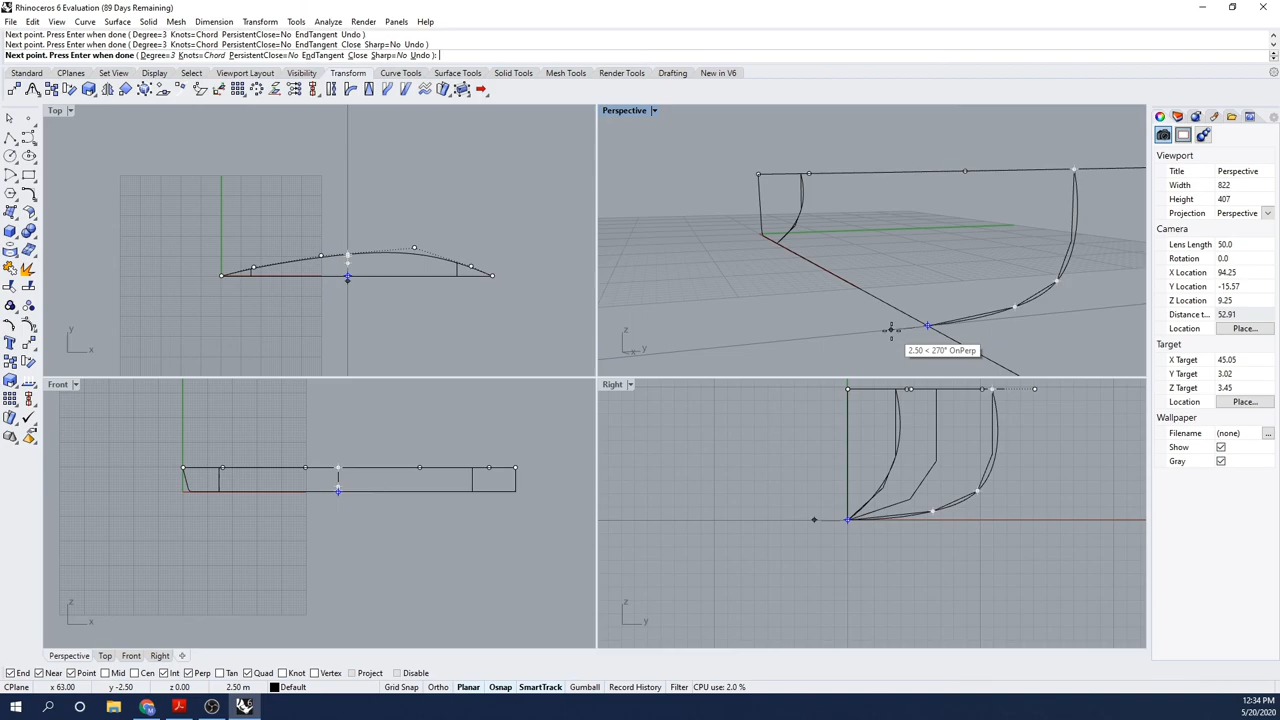 Rhinoceros 6 Evaluation (89 Days Remaining)
File Edit View Curve Surface Solid Mesh Dimension Transform Tools Analyze Render Panels Help
Next point. Press Enter when done ( Degree=3 Knots=Chord PersistentClose=No EndTangent Undo )
Next point. Press Enter when done ( Degree=3 Knots=Chord PersistentClose=No EndTangent Close Sharp=No Undo )
Next point. Press Enter when done ( Degree=3 Knots=Chord PersistentClose=No EndTangent Close Sharp=No Undo ):
Standard CPlanes Set View Display Select Viewport Layout Visibility Transform Curve Tools Surface Tools Solid Tools Mesh Tools Render Tools Drafting New in V6
Top
y
x
Perspective
2.50 < 270° OnPerp
z
x y
Front
z
x
Right
z
y
Viewport
Title Perspective
Width 822
Height 407
Projection Perspective
Camera
Lens Length 50.0
Rotation 0.0
X Location 94.25
Y Location -15.57
Z Location 9.25
Distance t... 52.91
Location Place...
Target
X Target 45.05
Y Target 3.02
Z Target 3.45
Location Place...
Wallpaper
Filename (none) ...
Show
Gray
Perspective Top Front Right
End Near Point Mid Cen Int Perp Tan Quad Knot Vertex Project Disable
CPlane x 63.00 y -2.50 z 0.00 2.50 m Default Grid Snap Ortho Planar Osnap SmartTrack Gumball Record History Filter CPU use: 2.0 %
12:34 PM
5/20/2020